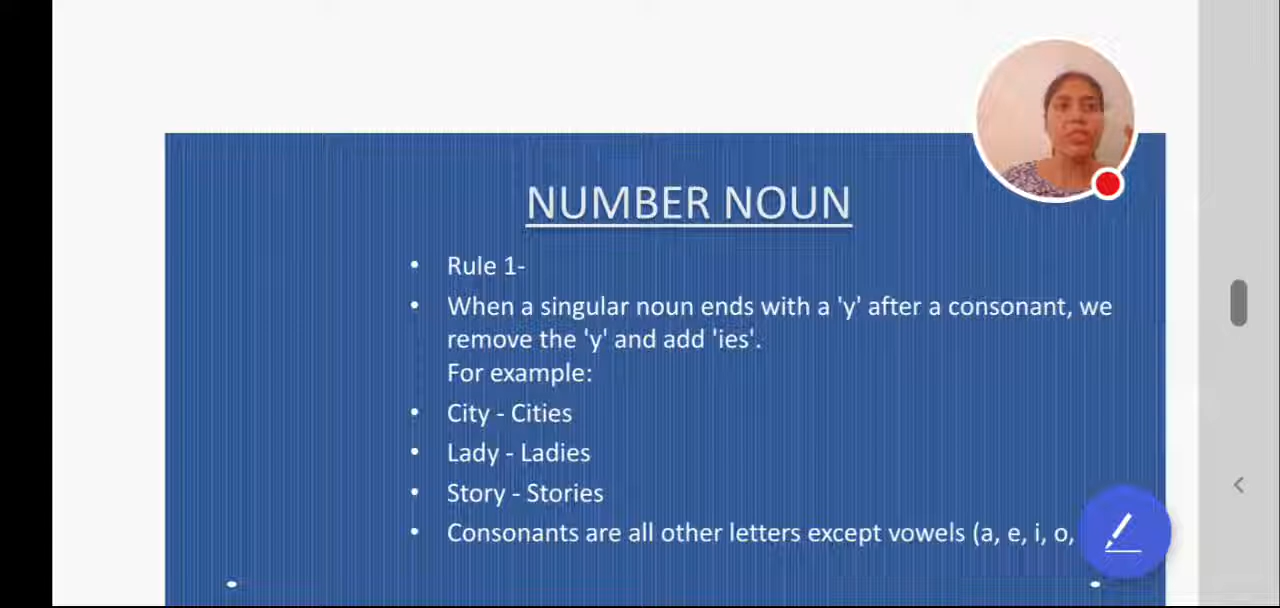 NUMBER NOUN
• Rule 1-
• When a singular noun ends with a 'y' after a consonant, we
remove the 'y' and add 'ies'.
For example:
• City - Cities
• Lady - Ladies
• Story - Stories
• Consonants are all other letters except vowels (a, e, i, o,